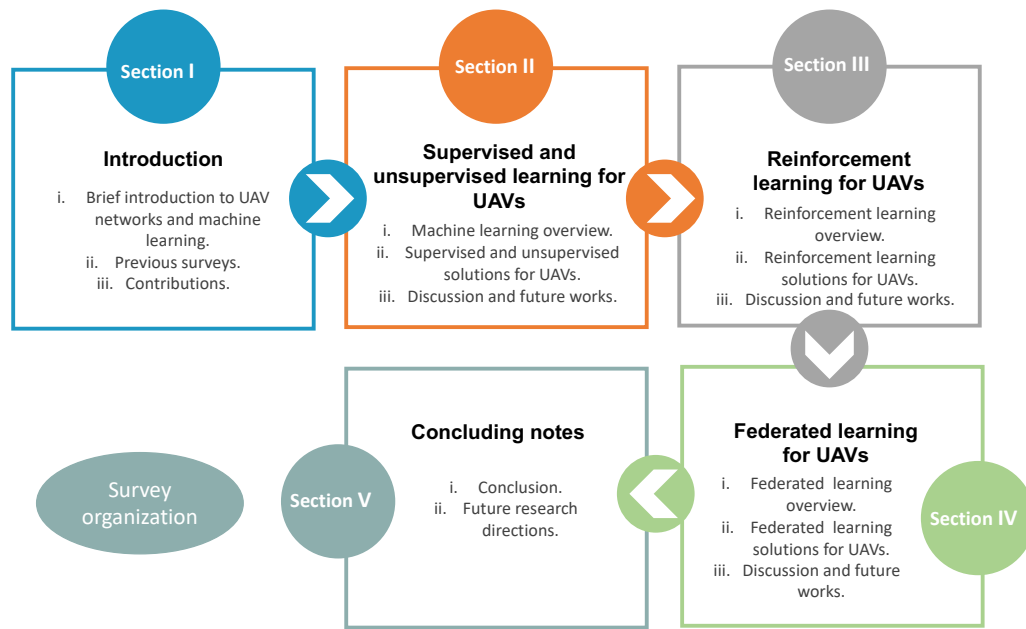 Section I
Introduction
i. Brief introduction to UAV
networks and machine
learning.
ii. Previous surveys.
iii. Contributions.
Section II
Supervised and
unsupervised learning for
UAVs
i. Machine learning overview.
ii. Supervised and unsupervised
solutions for UAVs.
iii. Discussion and future works.
Section III
Reinforcement
learning for UAVs
i. Reinforcement learning
overview.
ii. Reinforcement learning
solutions for UAVs.
iii. Discussion and future works.
Section IV
Federated learning
for UAVs
i. Federated learning
overview.
ii. Federated learning
solutions for UAVs.
iii. Discussion and future
works.
Section V
Concluding notes
i. Conclusion.
ii. Future research
directions.
Survey
organization